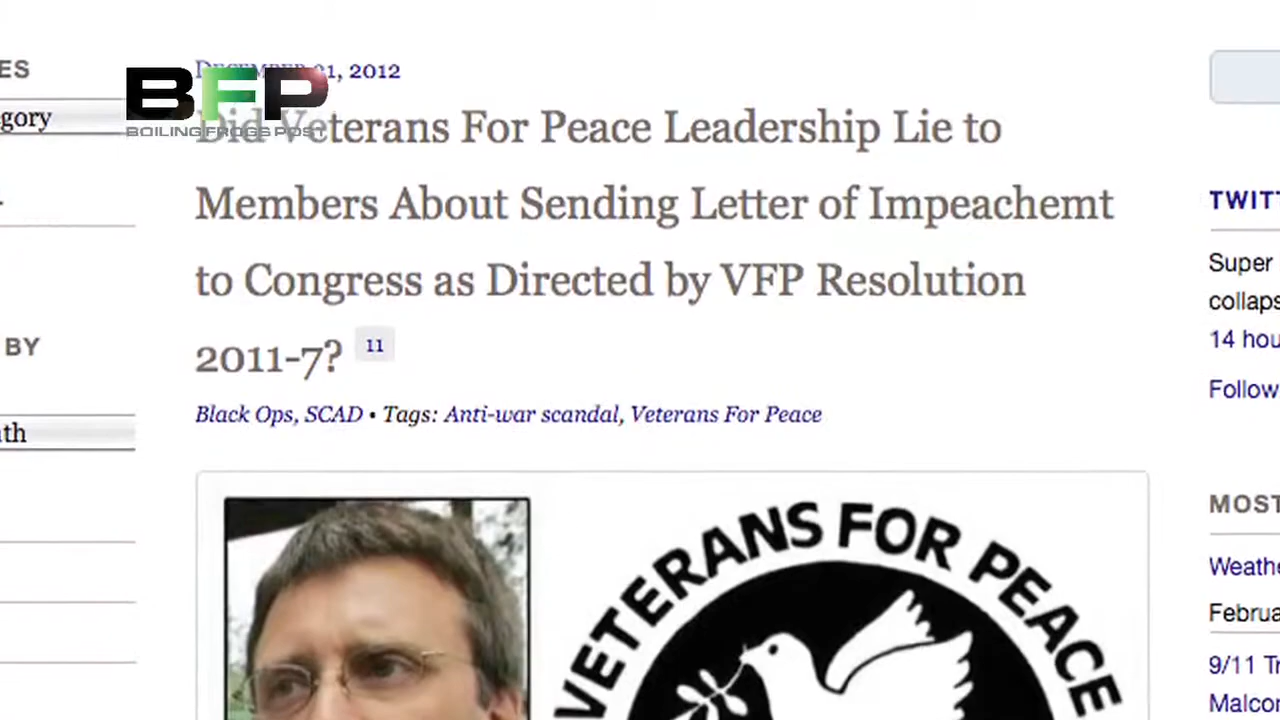 ES
gory
BY
ath
BFP
BOILING FROGS POST
DECEMBER 31, 2012
Did Veterans For Peace Leadership Lie to
Members About Sending Letter of Impeachemt
to Congress as Directed by VFP Resolution
2011-7? 11
Black Ops, SCAD • Tags: Anti-war scandal, Veterans For Peace
VETERANS FOR PEACE
TWITT
Super
collaps
14 hou
Follow
MOST
Weathe
Februa
9/11 Tr
Malcor